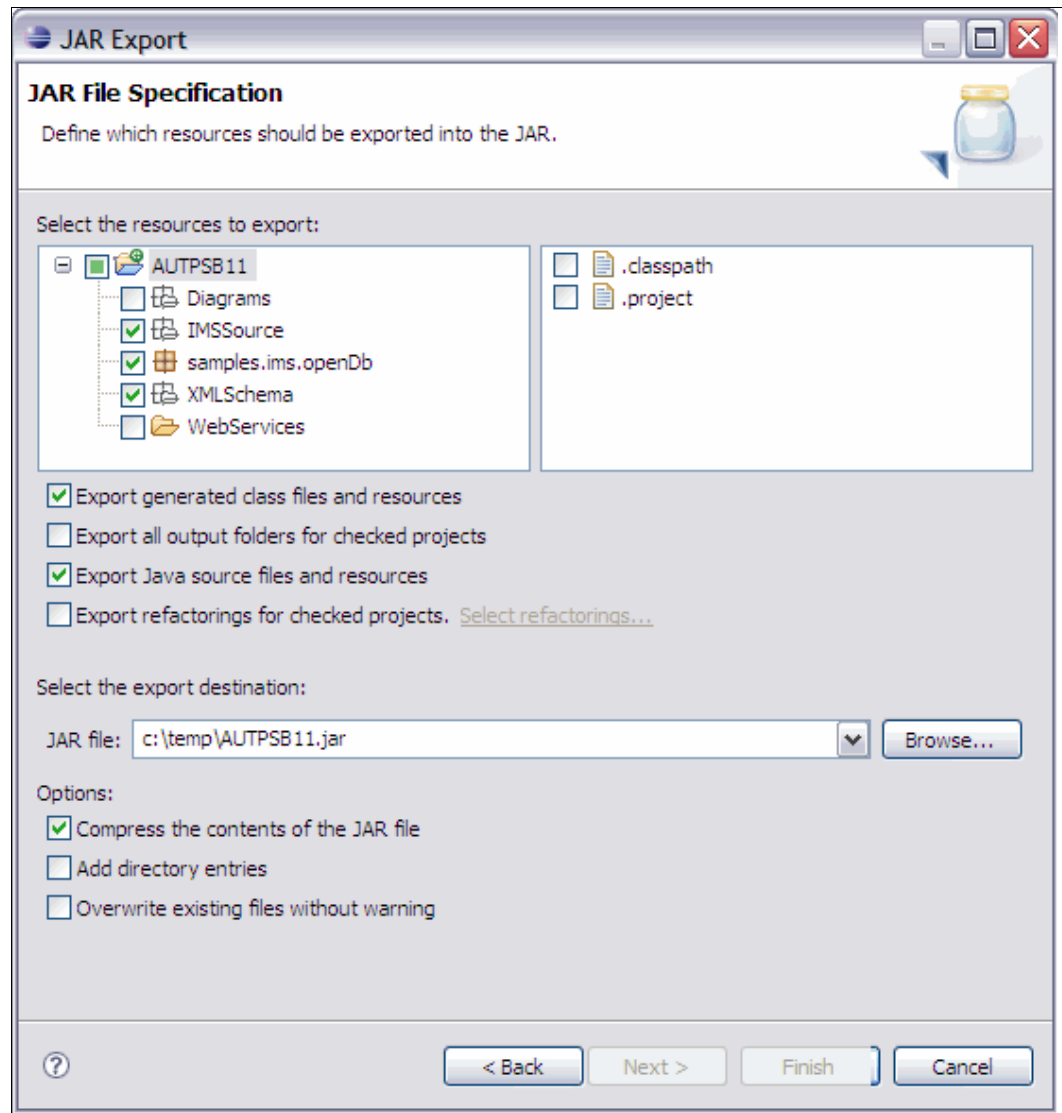 JAR Export
JAR File Specification
Define which resources should be exported into the JAR.
Select the resources to export:
AUTPSB11
Diagrams
IMSSource
samples.ims.openDb
XMLSchema
WebServices
.classpath
.project
Export generated class files and resources
Export all output folders for checked projects
Export Java source files and resources
Export refactorings for checked projects. Select refactorings...
Select the export destination:
JAR file: c:\temp\AUTPSB11.jar Browse...
Options:
Compress the contents of the JAR file
Add directory entries
Overwrite existing files without warning
? < Back Next > Finish Cancel